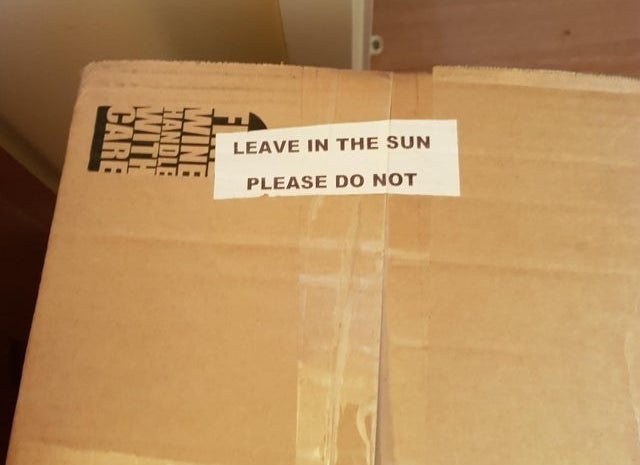 LEAVE IN THE SUN
PLEASE DO NOT
WINE
HANDLE
WITH
CARE